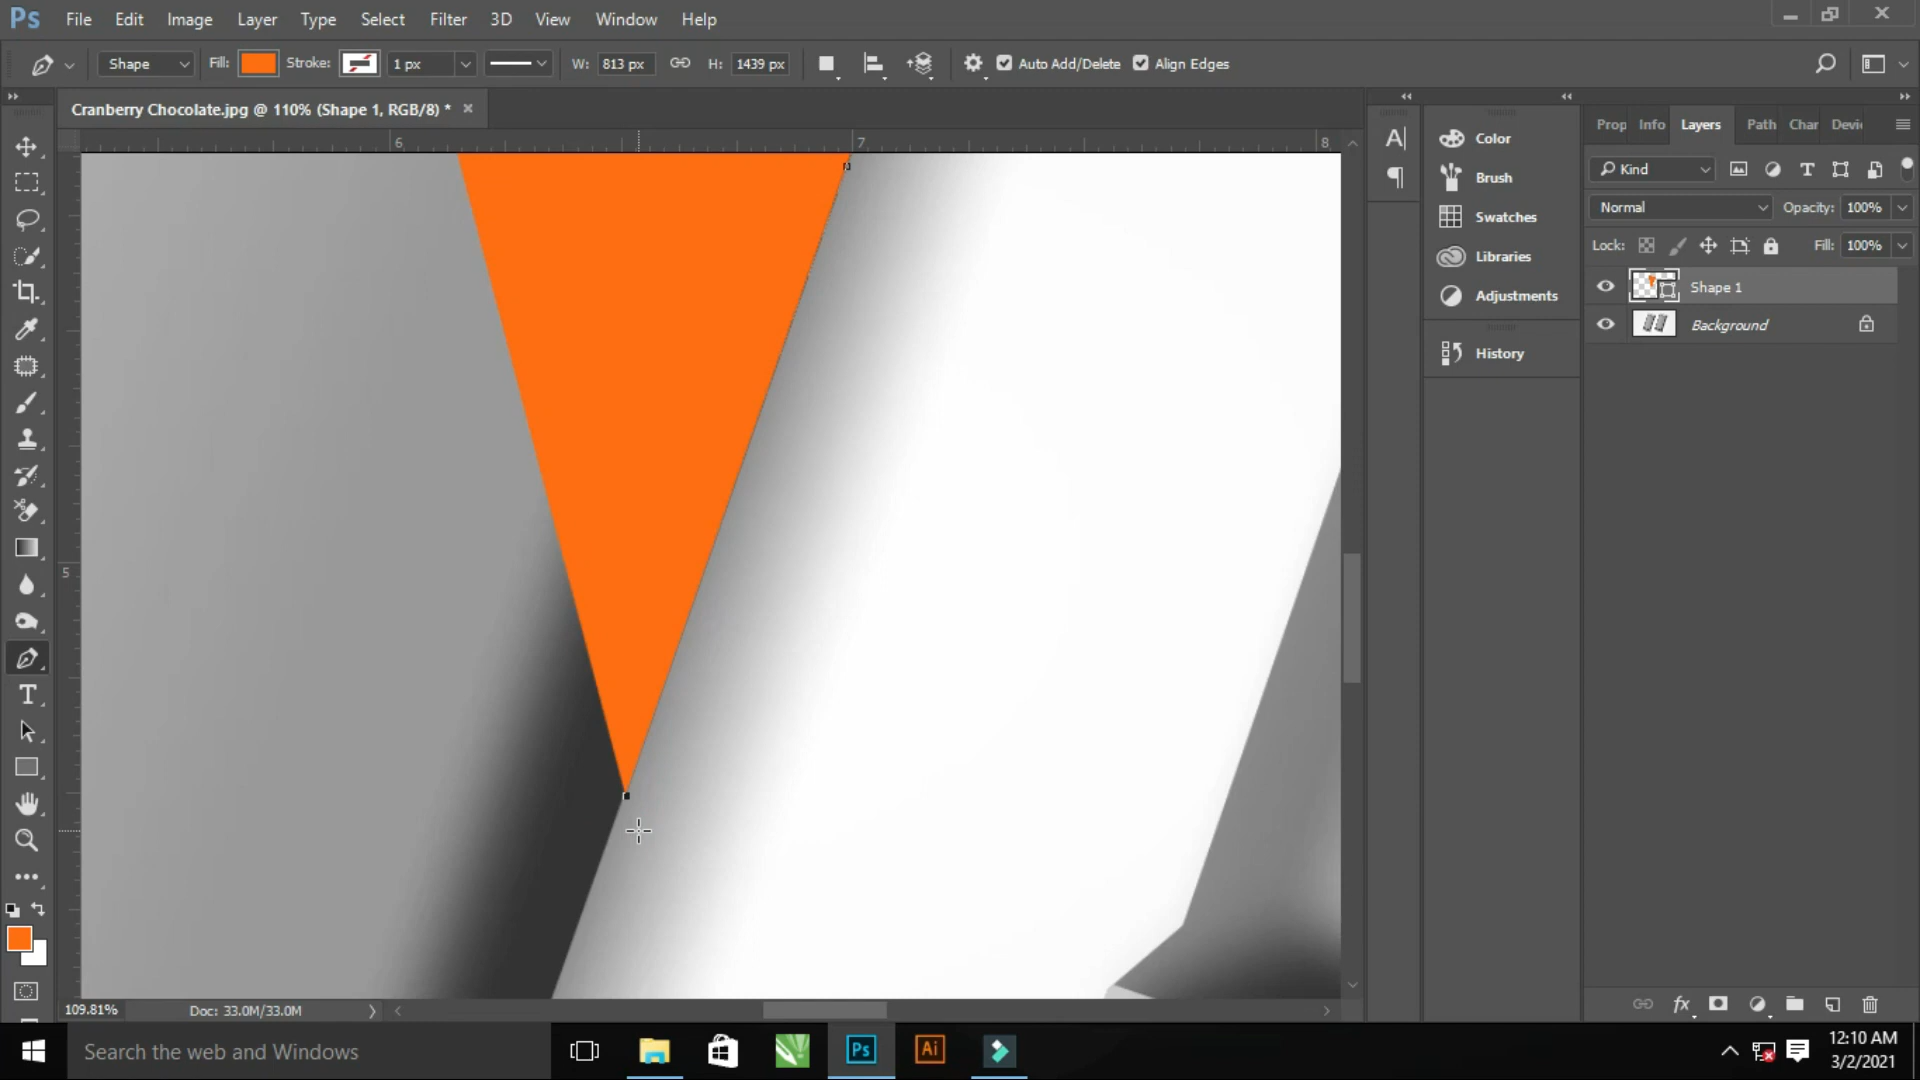 Ps File Edit Image Layer Type Select Filter 3D View Window Help
Shape Fill: Stroke: 1 px W: 813 px H: 1439 px Auto Add/Delete Align Edges
Cranberry Chocolate.jpg @ 110% (Shape 1, RGB/8) *
6 7 8
5
Color
Brush
Swatches
Libraries
Adjustments
History
Prop Info Layers Path Char Devi
Kind
Normal Opacity: 100%
Lock: Fill: 100%
Shape 1
Background
109.81% Doc: 33.0M/33.0M
Search the web and Windows
Ps Ai
12:10 AM
3/2/2021